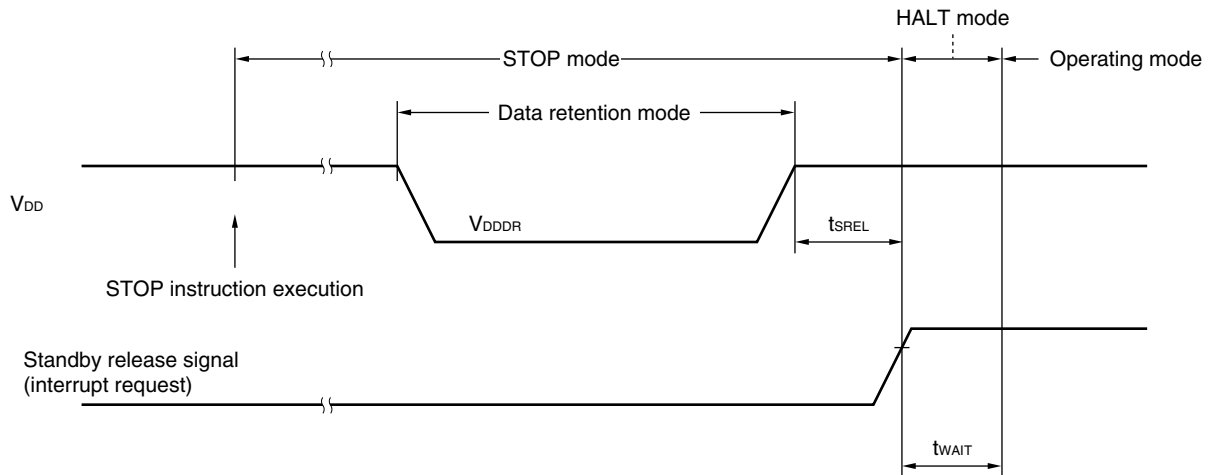 HALT mode
STOP mode
Operating mode
Data retention mode
VDD
VDDDR
tSREL
STOP instruction execution
Standby release signal
(interrupt request)
tWAIT